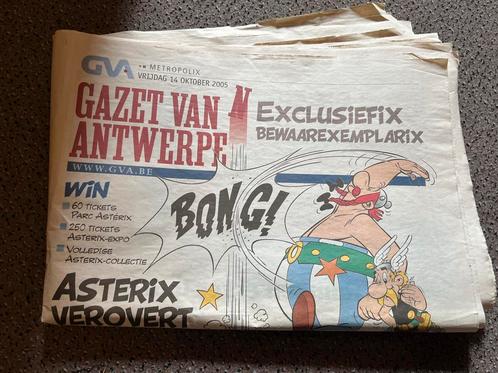 GVA
METROPOLIX
VRIJDAG 14 OKTOBER 2005
GAZET VAN
ANTWERPEN
WWW.GVA.BE
EXCLUSIEFIX
BEWAAREXEMPLARIX
WIN
60 TICKETS
PARC ASTÉRIX
250 TICKETS
ASTERIX-EXPO
VOLLEDIGE
ASTERIX-COLLECTIE
BONG!
ASTERIX
VEROVERT